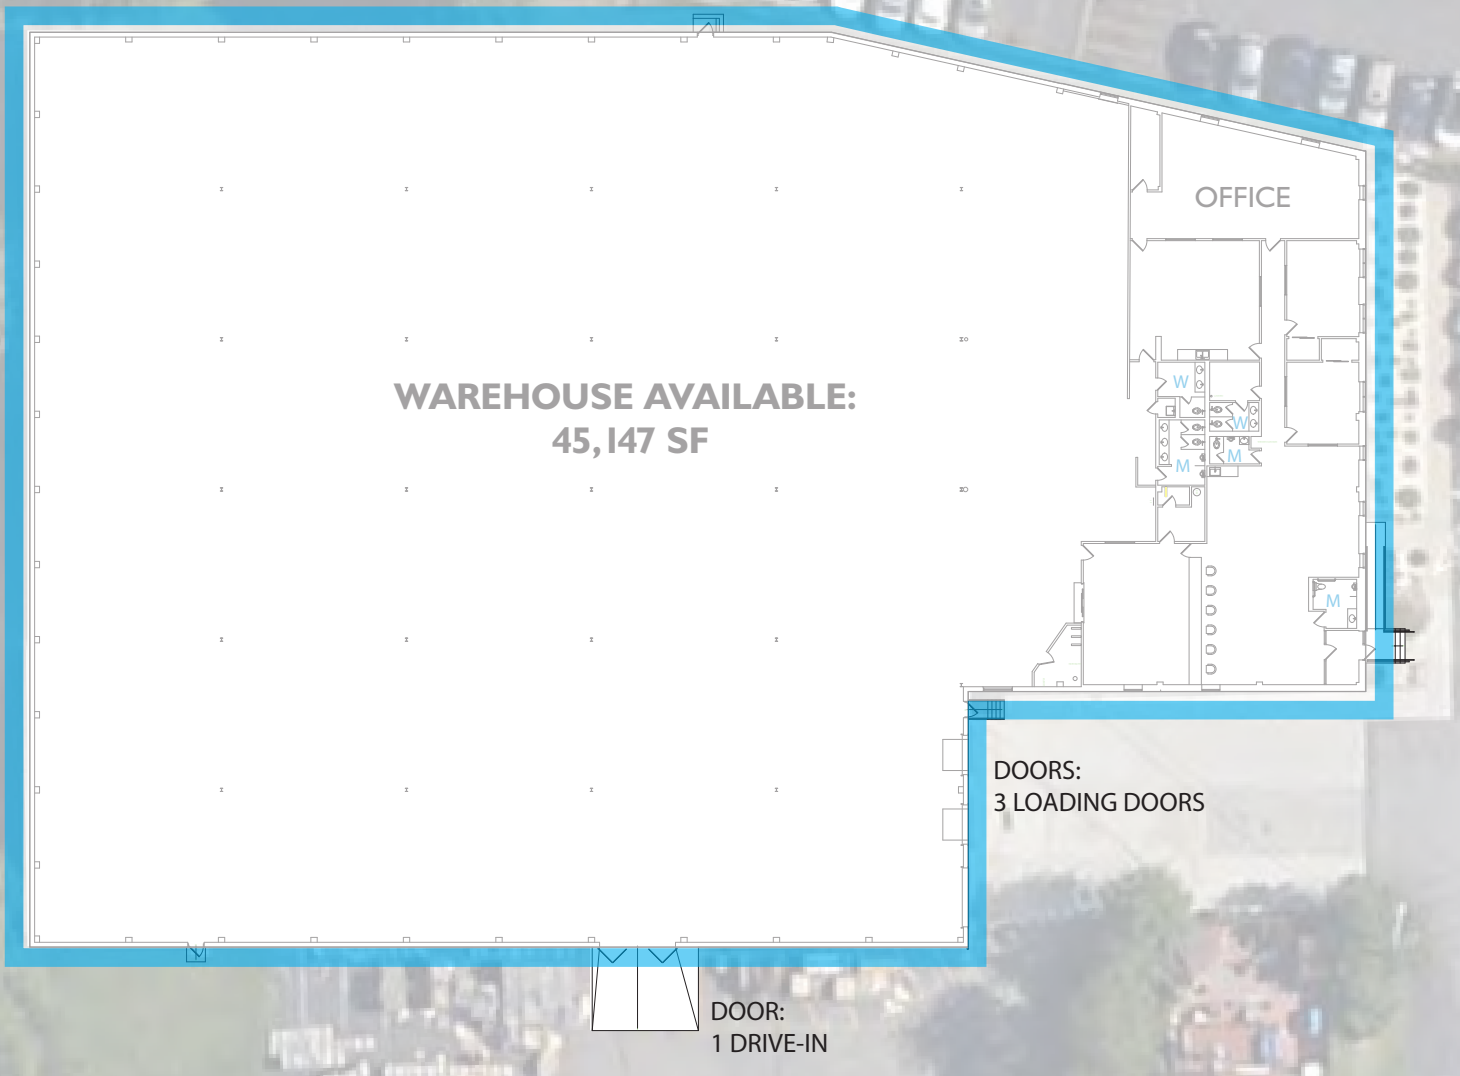 OFFICE
WAREHOUSE AVAILABLE:
45,147 SF
W
W
M
M
M
DOORS:
3 LOADING DOORS
DOOR:
1 DRIVE-IN